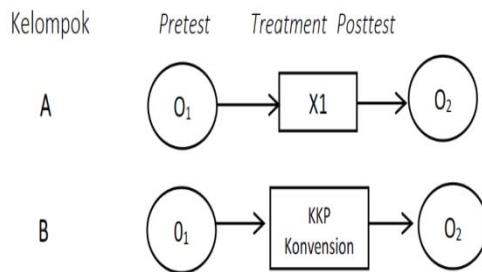 Kelompok Pretest Treatment Posttest
A O₁ X1 O₂
B O₁ KKP O₂
Konvension